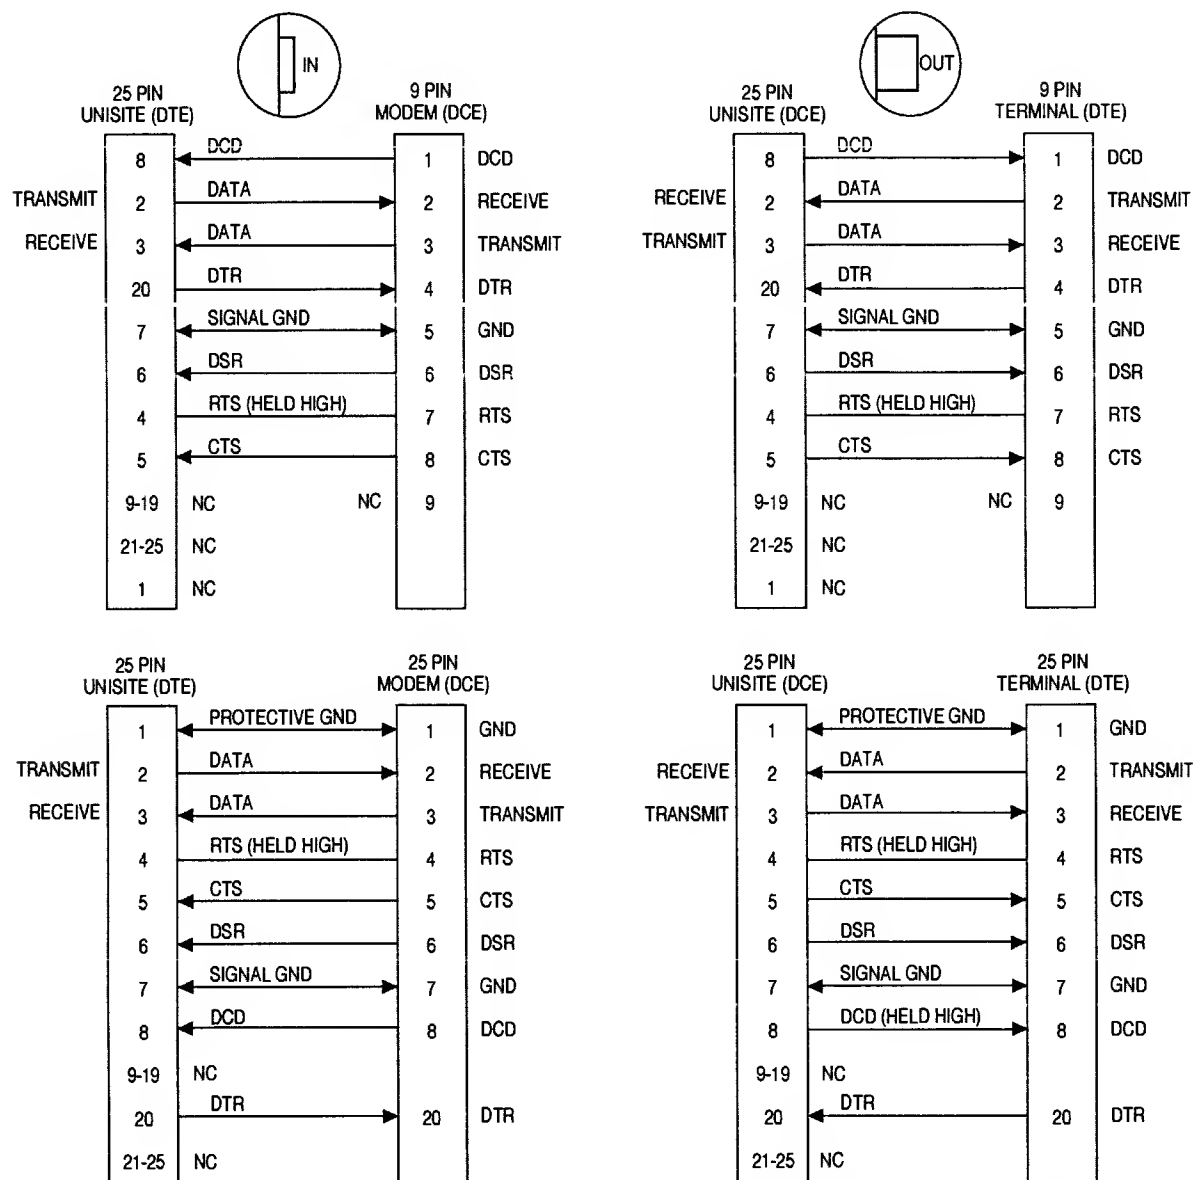 IN
25 PIN
UNISITE (DTE)
9 PIN
MODEM (DCE)
8 DCD 1 DCD
TRANSMIT 2 DATA 2 RECEIVE
RECEIVE 3 DATA 3 TRANSMIT
20 DTR 4 DTR
7 SIGNAL GND 5 GND
6 DSR 6 DSR
4 RTS (HELD HIGH) 7 RTS
5 CTS 8 CTS
9-19 NC NC 9
21-25 NC
1 NC
OUT
25 PIN
UNISITE (DCE)
9 PIN
TERMINAL (DTE)
8 DCD 1 DCD
RECEIVE 2 DATA 2 TRANSMIT
TRANSMIT 3 DATA 3 RECEIVE
20 DTR 4 DTR
7 SIGNAL GND 5 GND
6 DSR 6 DSR
4 RTS (HELD HIGH) 7 RTS
5 CTS 8 CTS
9-19 NC NC 9
21-25 NC
1 NC
25 PIN
UNISITE (DTE)
25 PIN
MODEM (DCE)
1 PROTECTIVE GND 1 GND
TRANSMIT 2 DATA 2 RECEIVE
RECEIVE 3 DATA 3 TRANSMIT
4 RTS (HELD HIGH) 4 RTS
5 CTS 5 CTS
6 DSR 6 DSR
7 SIGNAL GND 7 GND
8 DCD 8 DCD
9-19 NC
20 DTR 20 DTR
21-25 NC
25 PIN
UNISITE (DCE)
25 PIN
TERMINAL (DTE)
1 PROTECTIVE GND 1 GND
RECEIVE 2 DATA 2 TRANSMIT
TRANSMIT 3 DATA 3 RECEIVE
4 RTS (HELD HIGH) 4 RTS
5 CTS 5 CTS
6 DSR 6 DSR
7 SIGNAL GND 7 GND
8 DCD (HELD HIGH) 8 DCD
9-19 NC
20 DTR 20 DTR
21-25 NC